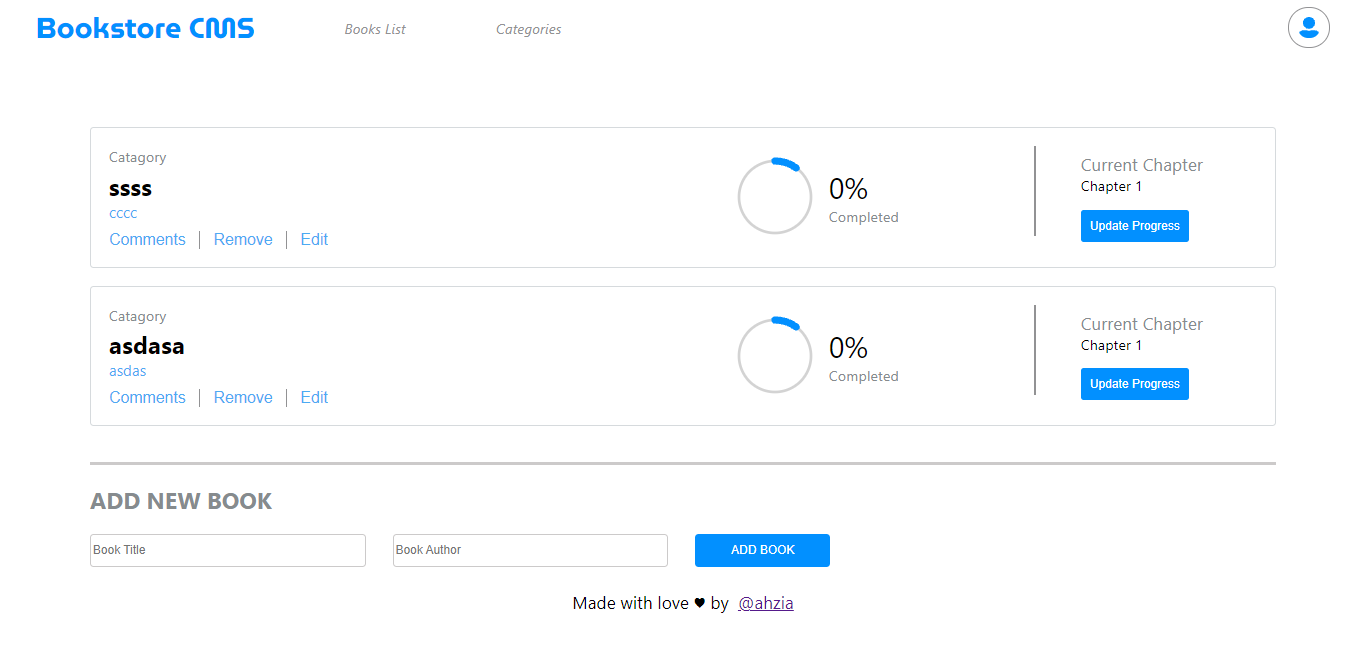 Bookstore CMS Books List Categories
Catagory
ssss
cccc
Comments | Remove | Edit
0%
Completed
Current Chapter
Chapter 1
Update Progress
Catagory
asdasa
asdas
Comments | Remove | Edit
0%
Completed
Current Chapter
Chapter 1
Update Progress
ADD NEW BOOK
Book Title Book Author ADD BOOK
Made with love ♥ by @ahzia